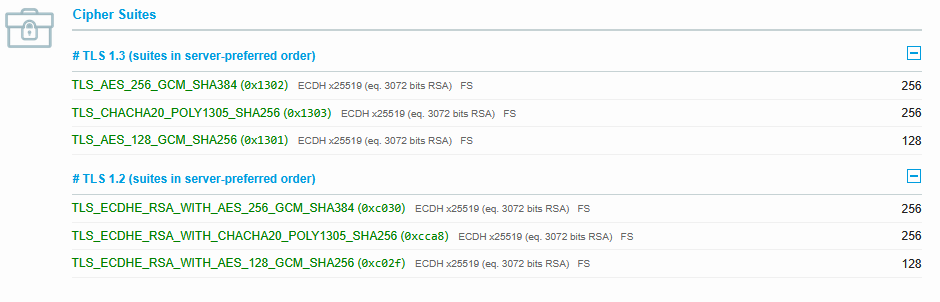 Cipher Suites
# TLS 1.3 (suites in server-preferred order)
TLS_AES_256_GCM_SHA384 (0x1302) ECDH x25519 (eq. 3072 bits RSA) FS 256
TLS_CHACHA20_POLY1305_SHA256 (0x1303) ECDH x25519 (eq. 3072 bits RSA) FS 256
TLS_AES_128_GCM_SHA256 (0x1301) ECDH x25519 (eq. 3072 bits RSA) FS 128
# TLS 1.2 (suites in server-preferred order)
TLS_ECDHE_RSA_WITH_AES_256_GCM_SHA384 (0xc030) ECDH x25519 (eq. 3072 bits RSA) FS 256
TLS_ECDHE_RSA_WITH_CHACHA20_POLY1305_SHA256 (0xcca8) ECDH x25519 (eq. 3072 bits RSA) FS 256
TLS_ECDHE_RSA_WITH_AES_128_GCM_SHA256 (0xc02f) ECDH x25519 (eq. 3072 bits RSA) FS 128